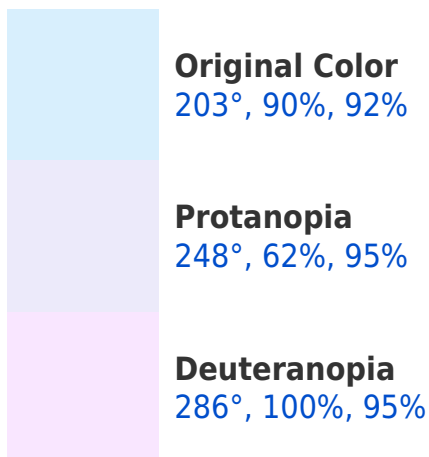 Original Color
203°, 90%, 92%
Protanopia
248°, 62%, 95%
Deuteranopia
286°, 100%, 95%